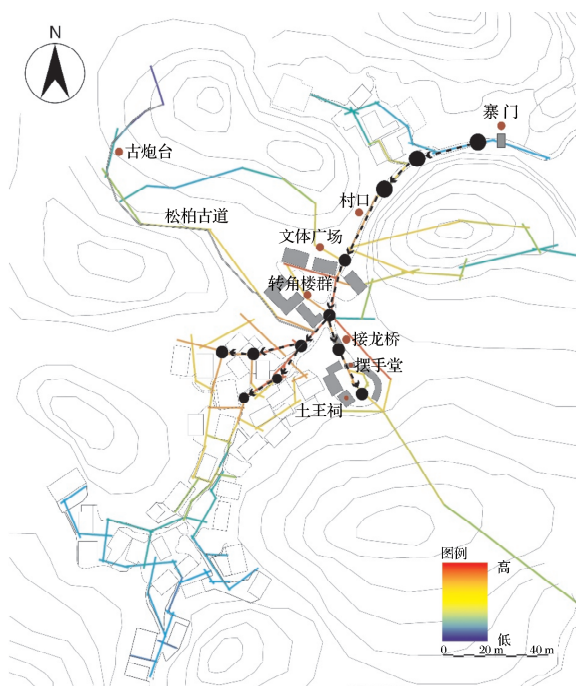 N
寨门
古炮台
村口
松柏古道
文体广场
转角楼群
接龙桥
摆手堂
土王祠
图例
高
低
0 20 m 40 m